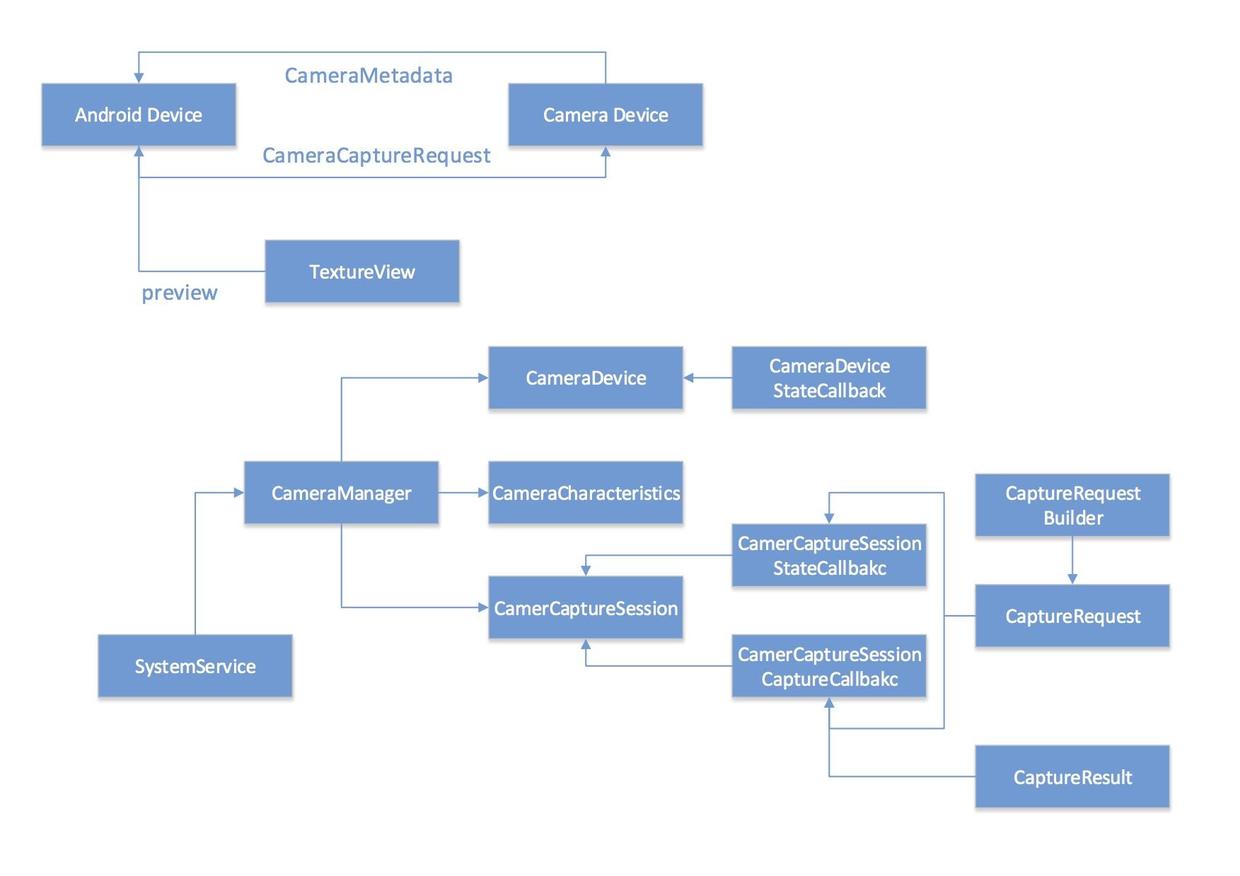 CameraMetadata
Android Device
Camera Device
CameraCaptureRequest
TextureView
preview
CameraDevice
CameraDevice
StateCallback
CameraManager
CameraCharacteristics
CaptureRequest
Builder
CamerCaptureSession
StateCallbakc
CamerCaptureSession
CaptureRequest
SystemService
CamerCaptureSession
CaptureCallbakc
CaptureResult